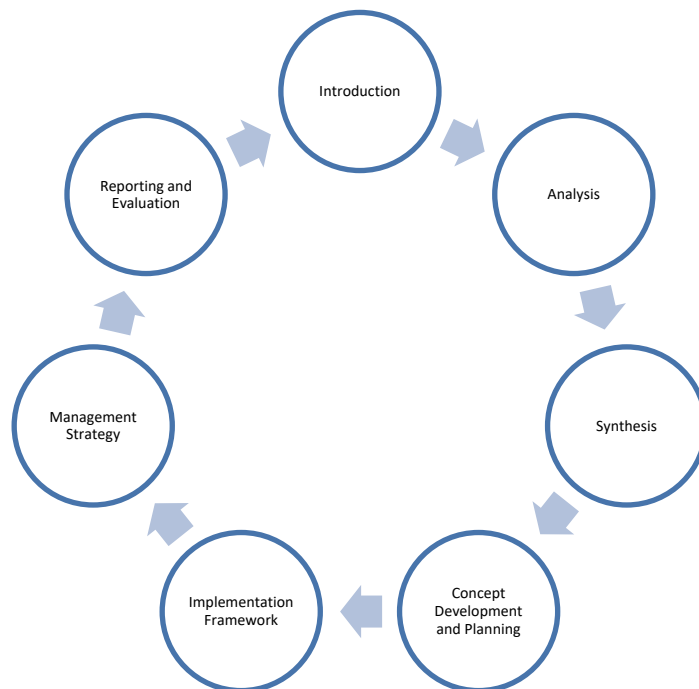 Introduction
Analysis
Synthesis
Concept
Development
and Planning
Implementation
Framework
Management
Strategy
Reporting and
Evaluation